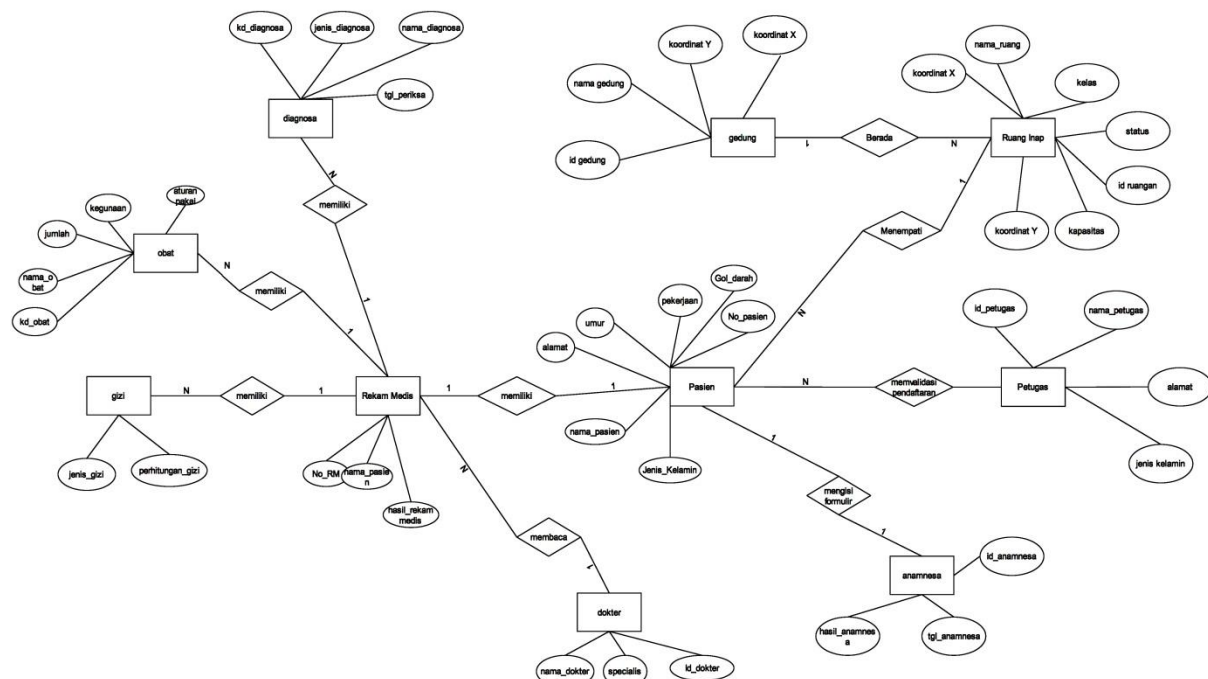 kd_diagnosa
jenis_diagnosa
nama_diagnosa
tgl_periksa
diagnosa
N
memiliki
1
aturan
pakai
kegunaan
jumlah
nama_o
bat
kd_obat
obat
N
memiliki
1
gizi
N
memiliki
1
jenis_gizi
perhitungan_gizi
Rekam Medis
No_RM
nama_pasie
n
hasil_rekam
medis
1
memiliki
1
N
membaca
1
dokter
nama_dokter
specialis
Id_dokter
koordinat Y
koordinat X
nama gedung
id gedung
gedung
1
Berada
N
nama_ruang
koordinat X
kelas
status
id ruangan
kapasitas
koordinat Y
Ruang Inap
1
Menempati
N
Gol_darah
pekerjaan
No_pasien
umur
alamat
nama_pasien
Jenis_Kelamin
Pasien
N
memvalidasi
pendaftaran
Petugas
id_petugas
nama_petugas
alamat
jenis kelamin
1
mengisi
formulir
1
anamnesa
id_anamnesa
hasil_anamnes
a
tgl_anamnesa